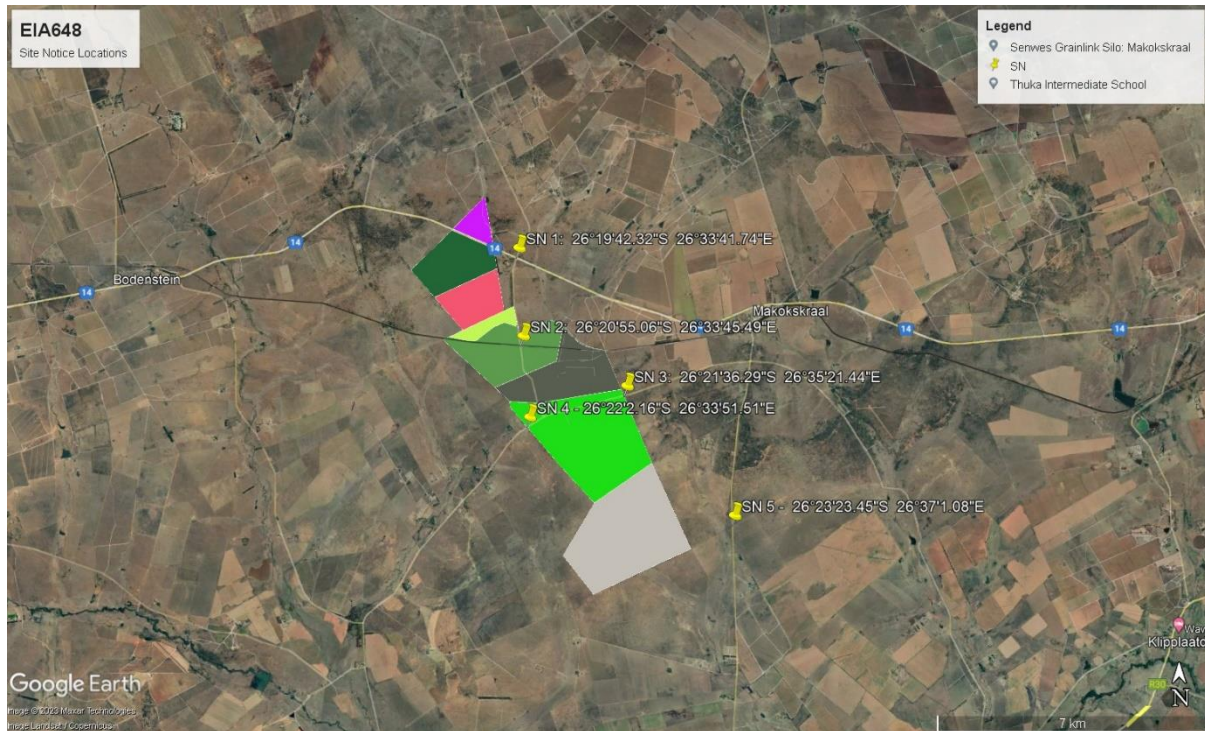 EIA648
Site Notice Locations
Legend
Senwes Grainlink Silo: Makokskraal
SN
Thuka Intermediate School
14
14
SN 1: 26°19'42.32"S 26°33'41.74"E
Bodenstein
14
Makokskraal
SN 2: 26°20'55.06"S 26°33'45.49"E
14
14
14
SN 3: 26°21'36.29"S 26°35'21.44"E
SN 4 - 26°22'2.16"S 26°33'51.51"E
SN 5 - 26°23'23.45"S 26°37'1.08"E
Klipplaato
Google Earth
R30
N
Image © 2023 Maxar Technologies
Image Landsat / Copernicus
7 km